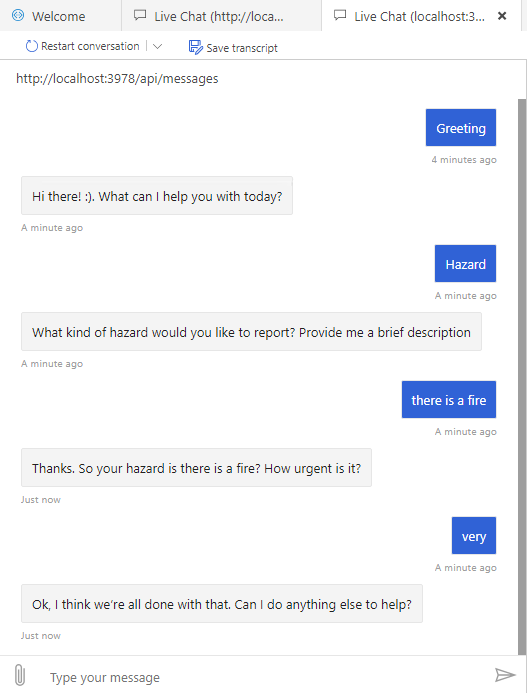 Welcome
Live Chat (http://loca...
Live Chat (localhost:3...
Restart conversation
Save transcript
http://localhost:3978/api/messages
Greeting
4 minutes ago
Hi there! :). What can I help you with today?
A minute ago
Hazard
A minute ago
What kind of hazard would you like to report? Provide me a brief description
A minute ago
there is a fire
A minute ago
Thanks. So your hazard is there is a fire? How urgent is it?
Just now
very
A minute ago
Ok, I think we're all done with that. Can I do anything else to help?
Just now
Type your message